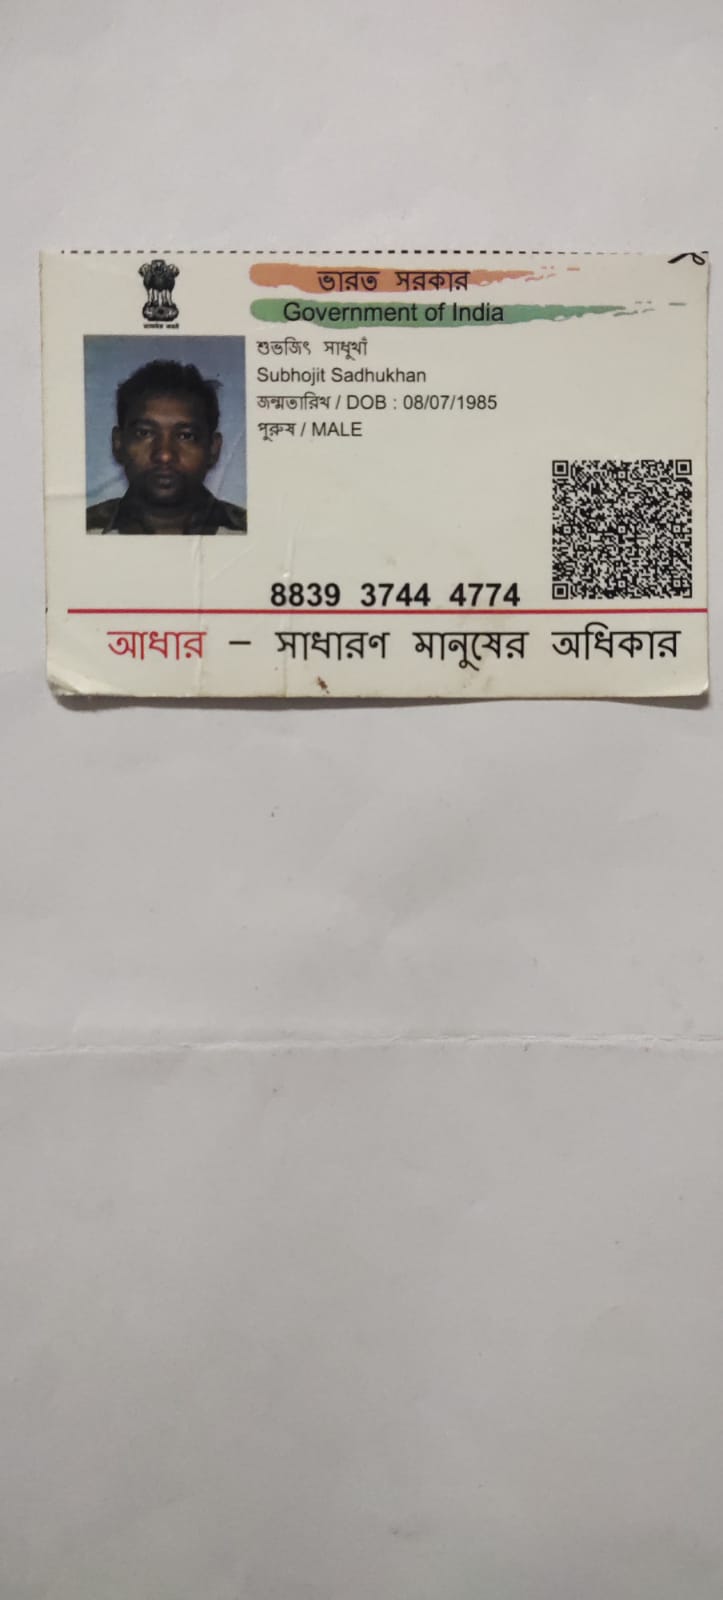 ভারত সরকার
Government of India
শুভজিৎ সাধুখাঁ
Subhojit Sadhukhan
জন্মতারিখ / DOB : 08/07/1985
পুরুষ / MALE
8839 3744 4774
আধার – সাধারণ মানুষের অধিকার